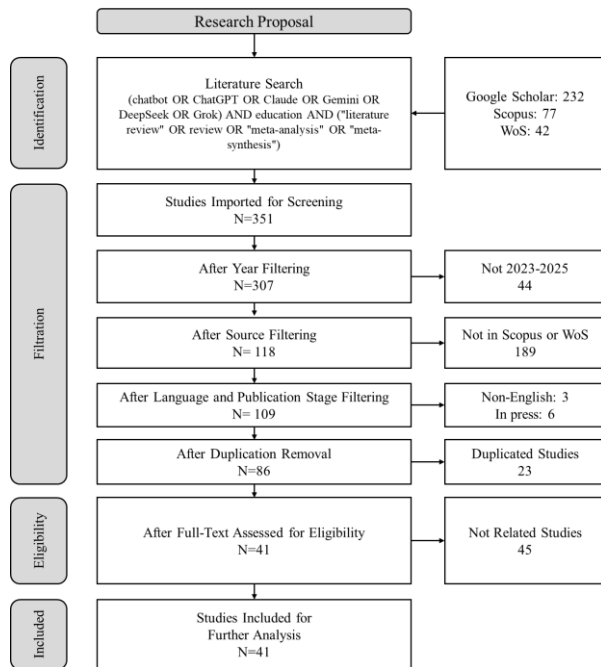 Research Proposal
Identification
Literature Search
(chatbot OR ChatGPT OR Claude OR Gemini OR
DeepSeek OR Grok) AND education AND ("literature
review" OR review OR "meta-analysis" OR "meta-
synthesis")
Google Scholar: 232
Scopus: 77
WoS: 42
Filtration
Studies Imported for Screening
N=351
After Year Filtering
N=307
Not 2023-2025
44
After Source Filtering
N= 118
Not in Scopus or WoS
189
After Language and Publication Stage Filtering
N= 109
Non-English: 3
In press: 6
After Duplication Removal
N=86
Duplicated Studies
23
Eligibility
After Full-Text Assessed for Eligibility
N=41
Not Related Studies
45
Included
Studies Included for
Further Analysis
N=41